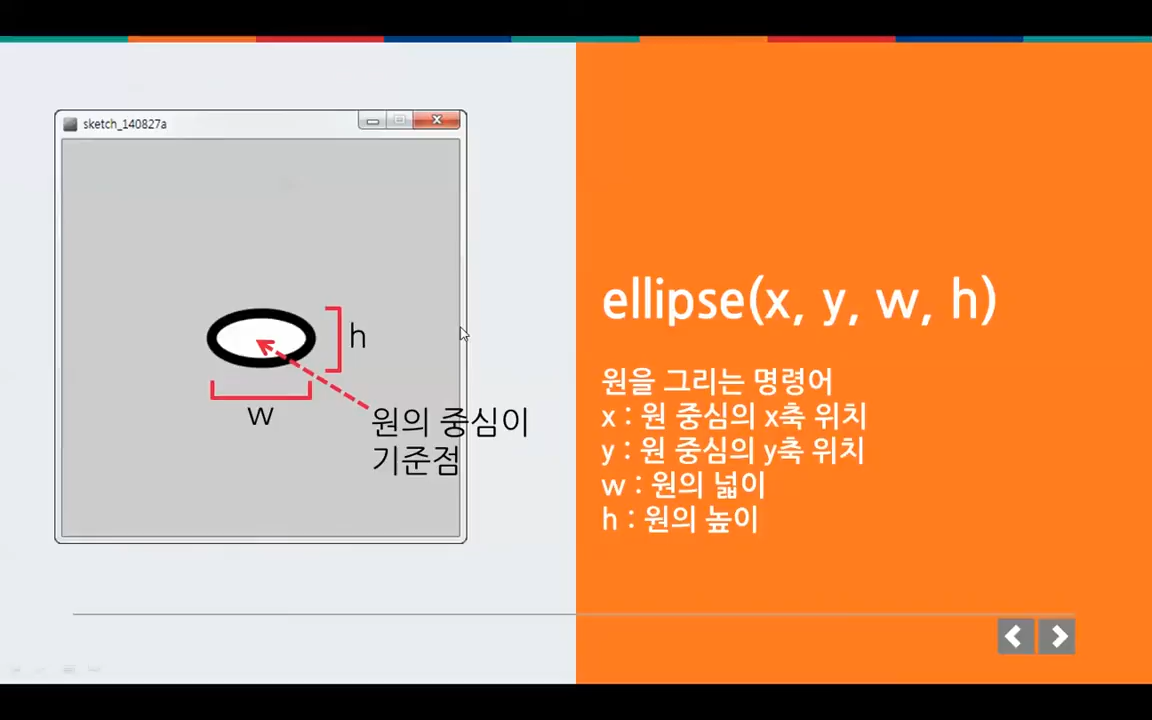 sketch_140827a
h
w
원의 중심이
기준점
ellipse(x, y, w, h)
원을 그리는 명령어
x : 원 중심의 x축 위치
y : 원 중심의 y축 위치
w : 원의 넓이
h : 원의 높이